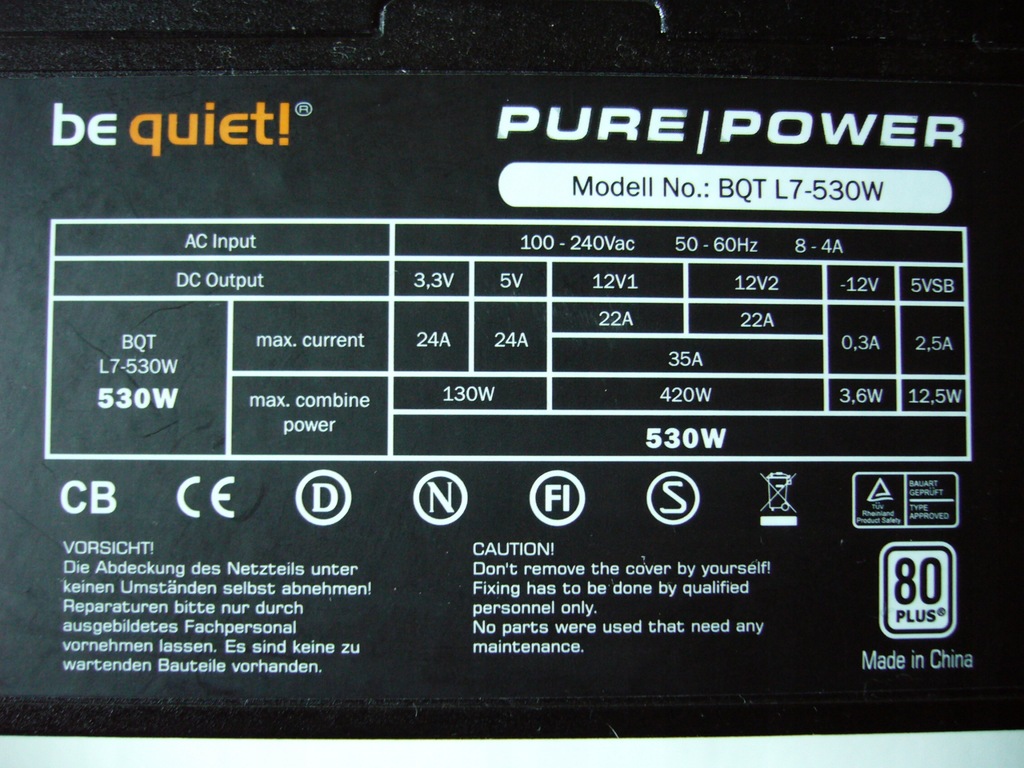 be quiet!®
PURE|POWER
Modell No.: BQT L7-530W
AC Input 100 - 240Vac 50 - 60Hz 8 - 4A
DC Output 3,3V 5V 12V1 12V2 -12V 5VSB
BQT L7-530W 530W
max. current 24A 24A 22A 22A 35A 0,3A 2,5A
max. combine power 130W 420W 3,6W 12,5W
530W
CB CE D N FI S
TÜV Rheinland Product Safety
BAUART GEPRÜFT
TYPE APPROVED
VORSICHT!
Die Abdeckung des Netzteils unter
keinen Umständen selbst abnehmen!
Reparaturen bitte nur durch
ausgebildetes Fachpersonal
vornehmen lassen. Es sind keine zu
wartenden Bauteile vorhanden.
CAUTION!
Don't remove the cover by yourself!
Fixing has to be done by qualified
personnel only.
No parts were used that need any
maintenance.
80
PLUS®
Made in China